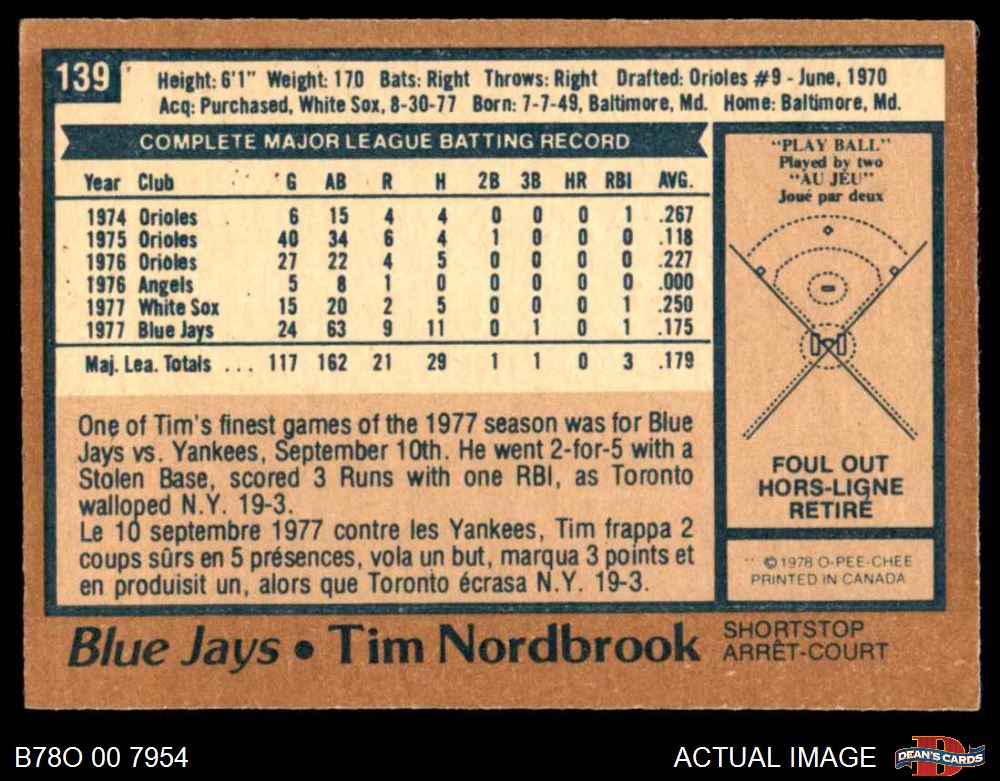 139
Height: 6'1" Weight: 170 Bats: Right Throws: Right Drafted: Orioles #9 - June, 1970
Acq: Purchased, White Sox, 8-30-77 Born: 7-7-49, Baltimore, Md. Home: Baltimore, Md.
COMPLETE MAJOR LEAGUE BATTING RECORD
Year Club G AB R H 2B 3B HR RBI AVG.
1974 Orioles 6 15 4 4 0 0 0 1 .267
1975 Orioles 40 34 6 4 1 0 0 0 .118
1976 Orioles 27 22 4 5 0 0 0 0 .227
1976 Angels 5 8 1 0 0 0 0 0 .000
1977 White Sox 15 20 2 5 0 0 0 1 .250
1977 Blue Jays 24 63 9 11 0 1 0 1 .175
Maj. Lea. Totals ... 117 162 21 29 1 1 0 3 .179
One of Tim's finest games of the 1977 season was for Blue
Jays vs. Yankees, September 10th. He went 2-for-5 with a
Stolen Base, scored 3 Runs with one RBI, as Toronto
walloped N.Y. 19-3.
Le 10 septembre 1977 contre les Yankees, Tim frappa 2
coups sûrs en 5 présences, vola un but, marqua 3 points et
en produisit un, alors que Toronto écrasa N.Y. 19-3.
"PLAY BALL"
Played by two
"AU JEU"
Joué par deux
FOUL OUT
HORS-LIGNE
RETIRÉ
©1978 O-PEE-CHEE
PRINTED IN CANADA
Blue Jays • Tim Nordbrook
SHORTSTOP
ARRÊT-COURT
B78O 00 7954
ACTUAL IMAGE
DEAN'S CARDS